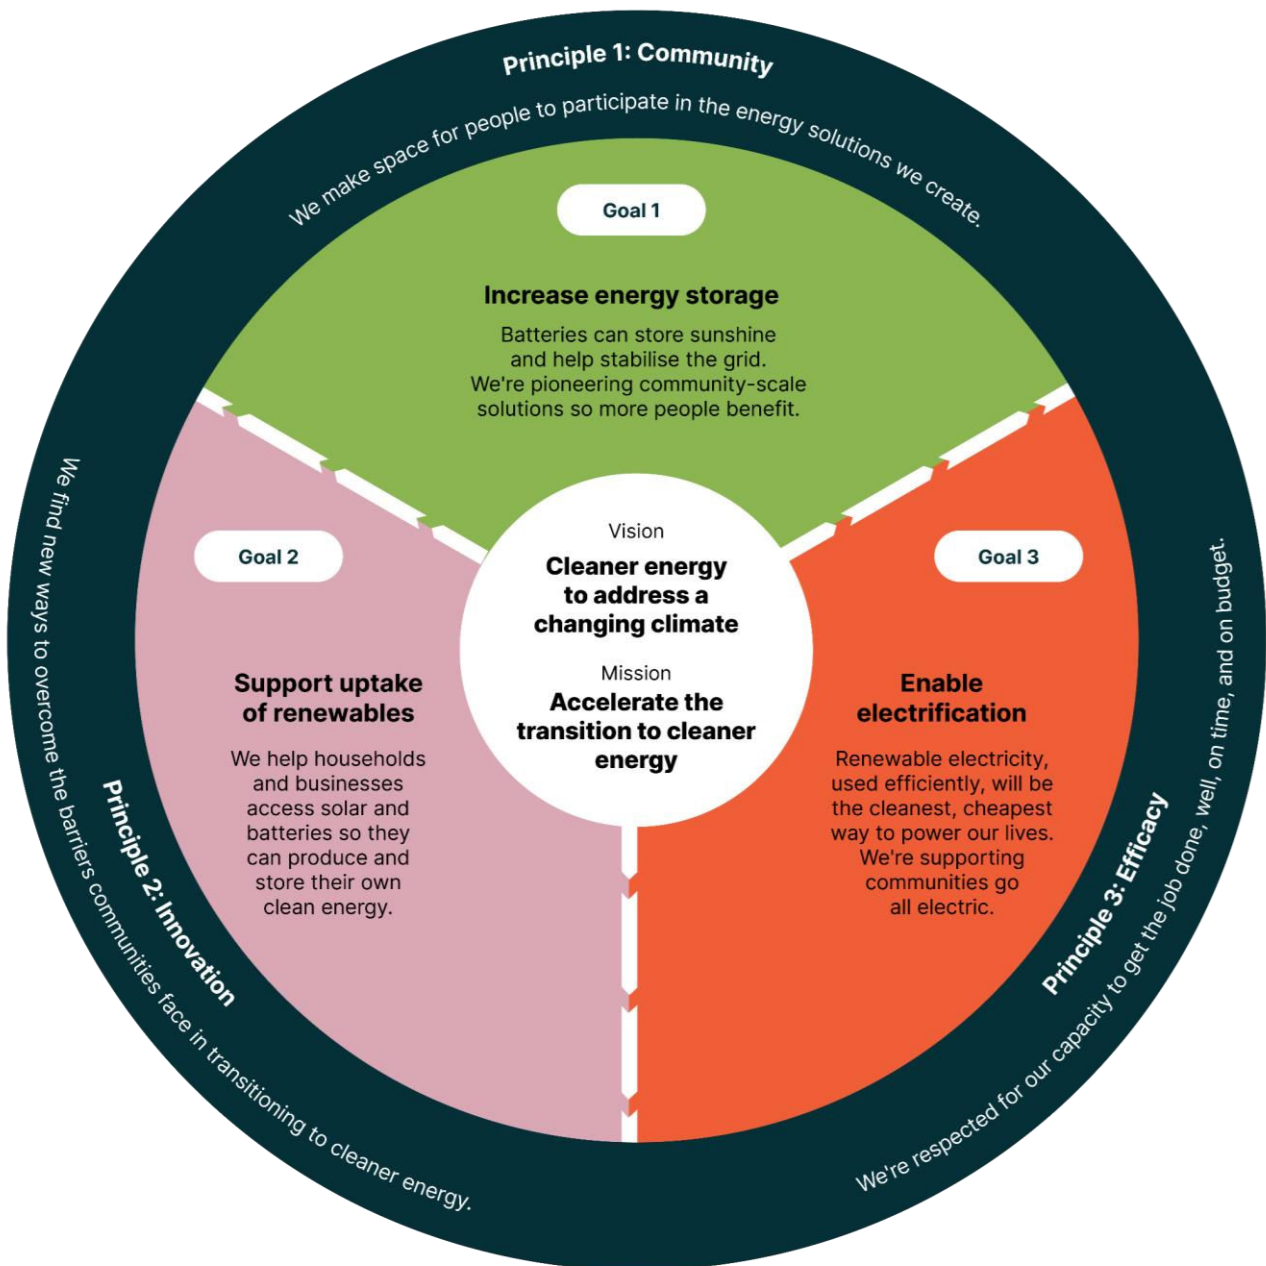 Principle 1: Community
We make space for people to participate in the energy solutions we create.
Goal 1
Increase energy storage
Batteries can store sunshine
and help stabilise the grid.
We're pioneering community-scale
solutions so more people benefit.
Vision
Cleaner energy
to address a
changing climate
Mission
Accelerate the
transition to cleaner
energy
Goal 2
Support uptake
of renewables
We help households
and businesses
access solar and
batteries so they
can produce and
store their own
clean energy.
Goal 3
Enable
electrification
Renewable electricity,
used efficiently, will be
the cleanest, cheapest
way to power our lives.
We're supporting
communities go
all electric.
Principle 2: Innovation
We find new ways to overcome the barriers communities face in transitioning to cleaner energy.
Principle 3: Efficacy
We're respected for our capacity to get the job done, well, on time, and on budget.